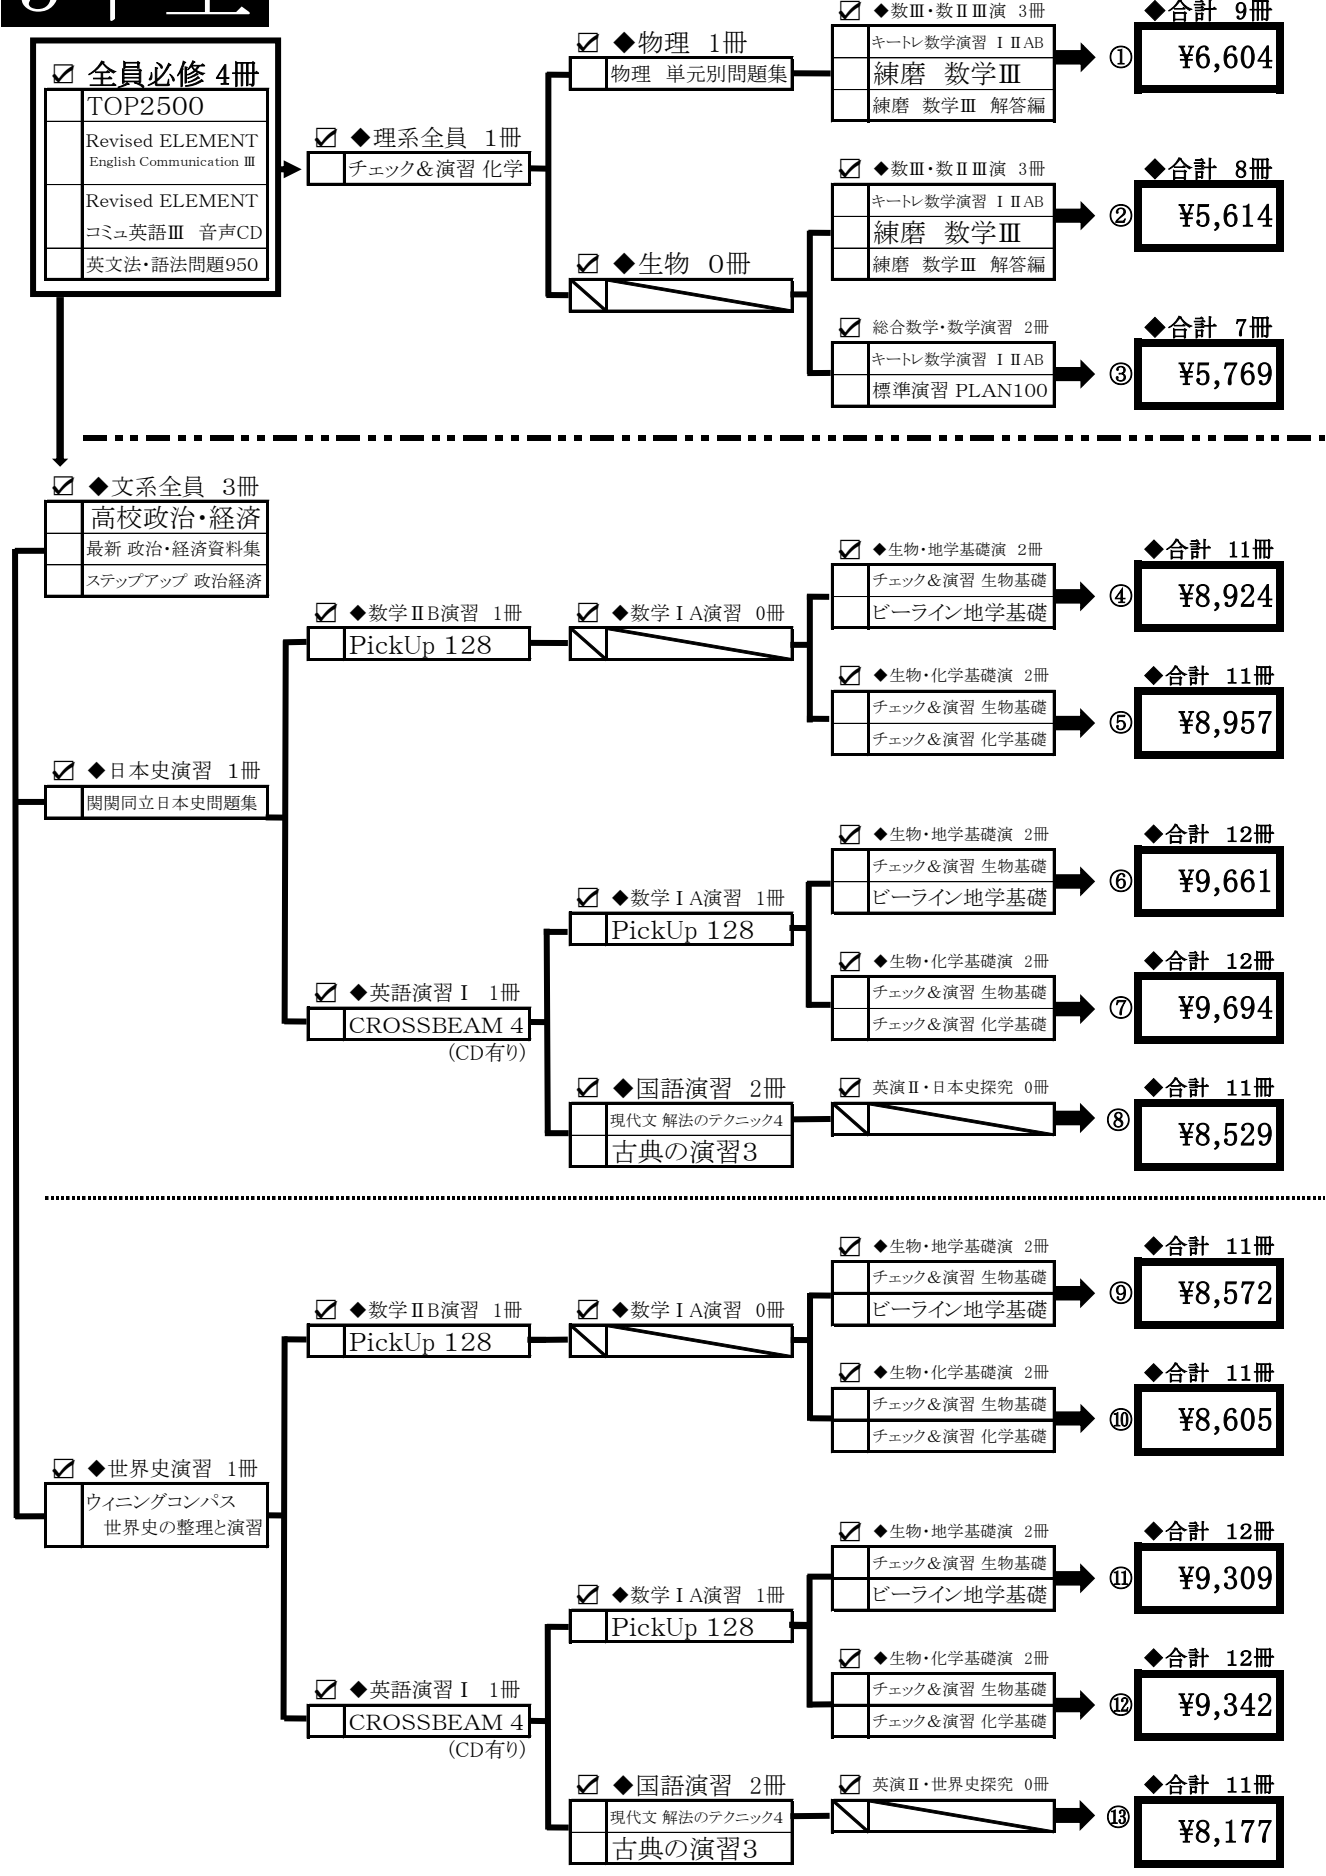 ◆数Ⅲ・数ⅡⅢ演 3冊
◆合計 9冊
全員必修 4冊
TOP2500
Revised ELEMENT
English Communication Ⅲ
Revised ELEMENT
コミュ英語Ⅲ 音声CD
英文法・語法問題950
◆理系全員 1冊
チェック&演習 化学
◆物理 1冊
物理 単元別問題集
キートレ数学演習 ⅠⅡAB
練磨 数学Ⅲ
練磨 数学Ⅲ 解答編
① ¥6,604
◆生物 0冊
◆数Ⅲ・数ⅡⅢ演 3冊
キートレ数学演習 ⅠⅡAB
練磨 数学Ⅲ
練磨 数学Ⅲ 解答編
◆合計 8冊
② ¥5,614
総合数学・数学演習 2冊
キートレ数学演習 ⅠⅡAB
標準演習 PLAN100
◆合計 7冊
③ ¥5,769
◆文系全員 3冊
高校政治・経済
最新 政治・経済資料集
ステップアップ 政治経済
◆日本史演習 1冊
関関同立日本史問題集
◆数学ⅡB演習 1冊
PickUp 128
◆数学ⅠA演習 0冊
◆生物・地学基礎演 2冊
チェック&演習 生物基礎
ビーライン地学基礎
◆合計 11冊
④ ¥8,924
◆生物・化学基礎演 2冊
チェック&演習 生物基礎
チェック&演習 化学基礎
◆合計 11冊
⑤ ¥8,957
◆英語演習Ⅰ 1冊
CROSSBEAM 4
(CD有り)
◆数学ⅠA演習 1冊
PickUp 128
◆生物・地学基礎演 2冊
チェック&演習 生物基礎
ビーライン地学基礎
◆合計 12冊
⑥ ¥9,661
◆生物・化学基礎演 2冊
チェック&演習 生物基礎
チェック&演習 化学基礎
◆合計 12冊
⑦ ¥9,694
◆国語演習 2冊
現代文 解法のテクニック4
古典の演習3
英演Ⅱ・日本史探究 0冊
◆合計 11冊
⑧ ¥8,529
◆世界史演習 1冊
ウィニングコンパス
世界史の整理と演習
◆数学ⅡB演習 1冊
PickUp 128
◆数学ⅠA演習 0冊
◆生物・地学基礎演 2冊
チェック&演習 生物基礎
ビーライン地学基礎
◆合計 11冊
⑨ ¥8,572
◆生物・化学基礎演 2冊
チェック&演習 生物基礎
チェック&演習 化学基礎
◆合計 11冊
⑩ ¥8,605
◆英語演習Ⅰ 1冊
CROSSBEAM 4
(CD有り)
◆数学ⅠA演習 1冊
PickUp 128
◆生物・地学基礎演 2冊
チェック&演習 生物基礎
ビーライン地学基礎
◆合計 12冊
⑪ ¥9,309
◆生物・化学基礎演 2冊
チェック&演習 生物基礎
チェック&演習 化学基礎
◆合計 12冊
⑫ ¥9,342
◆国語演習 2冊
現代文 解法のテクニック4
古典の演習3
英演Ⅱ・世界史探究 0冊
◆合計 11冊
⑬ ¥8,177